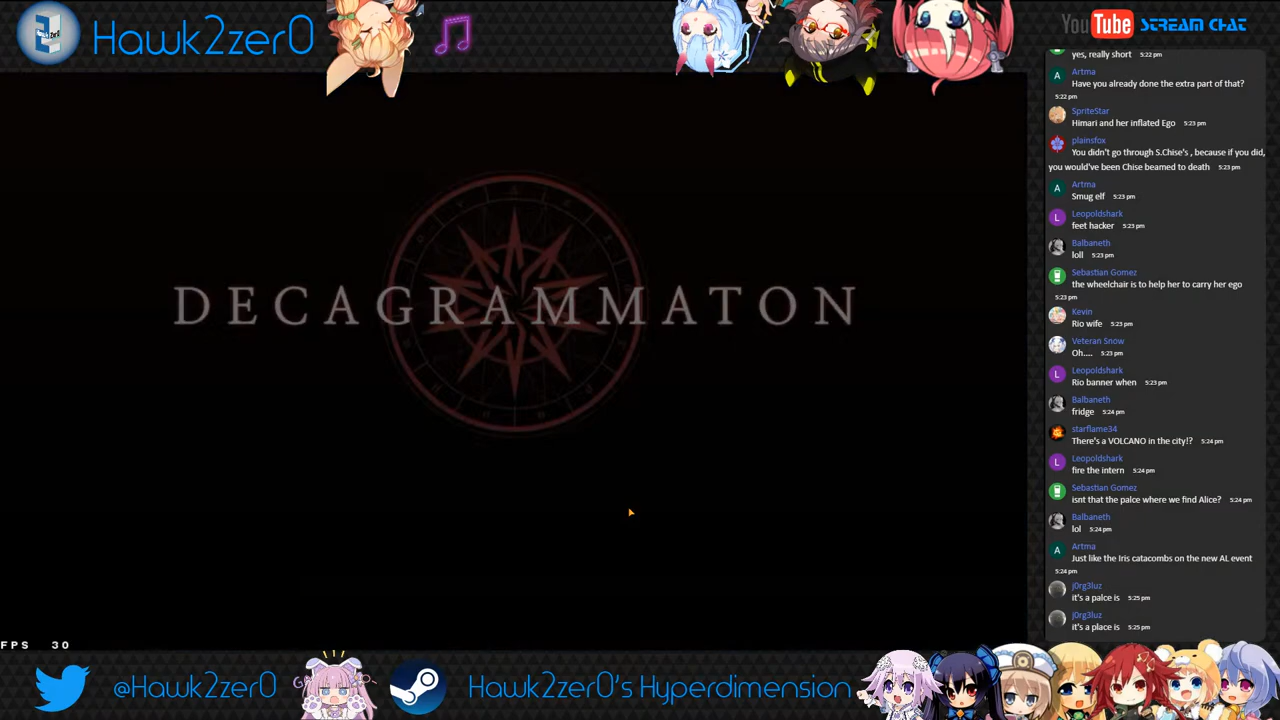 Hawk2zer0
You Tube STREAM CHAT
yes, really short 5:22 pm
A Artma
Have you already done the extra part of that?
5:22 pm
SpriteStar
Himari and her inflated Ego 5:23 pm
plainsfox
You didn't go through S.Chise's , because if you did,
you would've been Chise beamed to death 5:23 pm
A Artma
Smug elf 5:23 pm
L Leopoldshark
feet hacker 5:23 pm
Balbaneth
loll 5:23 pm
Sebastian Gomez
the wheelchair is to help her to carry her ego
5:23 pm
Kevin
Rio wife 5:23 pm
Veteran Snow
Oh.... 5:23 pm
L Leopoldshark
Rio banner when 5:23 pm
Balbaneth
fridge 5:24 pm
starflame34
There's a VOLCANO in the city!? 5:24 pm
L Leopoldshark
fire the intern 5:24 pm
Sebastian Gomez
isnt that the palce where we find Alice? 5:24 pm
Balbaneth
lol 5:24 pm
A Artma
Just like the Iris catacombs on the new AL event
5:24 pm
j0rg3luz
it's a palce is 5:25 pm
j0rg3luz
it's a place is 5:25 pm
DECAGRAMMATON
FPS 30
@Hawk2zer0
Hawk2zer0's Hyperdimension